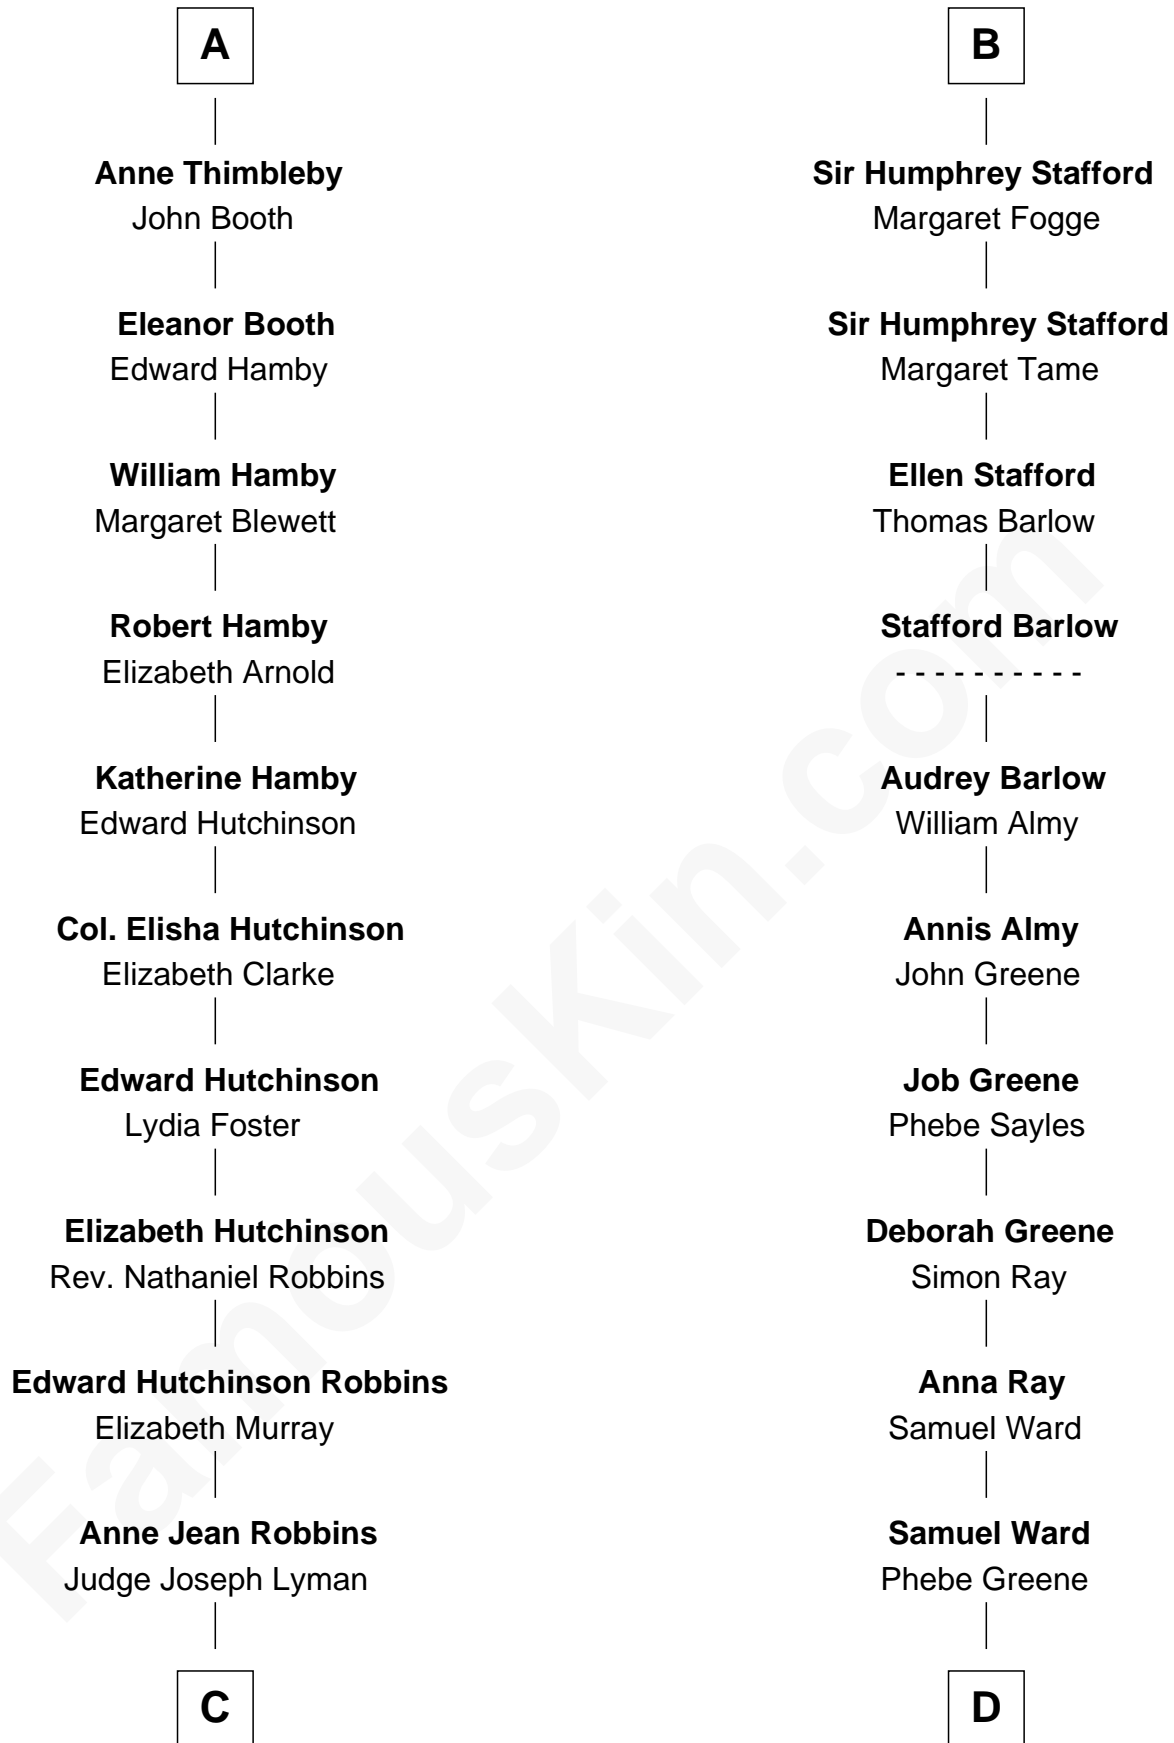 A
Anne Thimbleby
John Booth
Eleanor Booth
Edward Hamby
William Hamby
Margaret Blewett
Robert Hamby
Elizabeth Arnold
Katherine Hamby
Edward Hutchinson
Col. Elisha Hutchinson
Elizabeth Clarke
Edward Hutchinson
Lydia Foster
Elizabeth Hutchinson
Rev. Nathaniel Robbins
Edward Hutchinson Robbins
Elizabeth Murray
Anne Jean Robbins
Judge Joseph Lyman
C
B
Sir Humphrey Stafford
Margaret Fogge
Sir Humphrey Stafford
Margaret Tame
Ellen Stafford
Thomas Barlow
Stafford Barlow
- - - - - - - - - -
Audrey Barlow
William Almy
Annis Almy
John Greene
Job Greene
Phebe Sayles
Deborah Greene
Simon Ray
Anna Ray
Samuel Ward
Samuel Ward
Phebe Greene
D
FamousKin.com